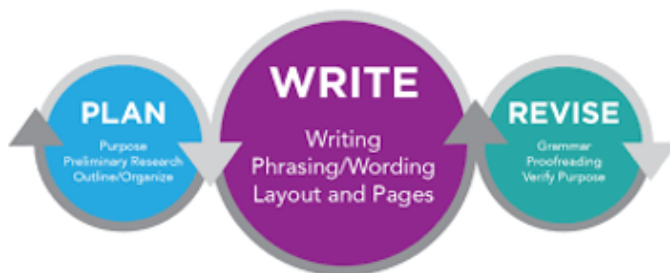 PLAN
Purpose
Preliminary Research
Outline/Organize
WRITE
Writing
Phrasing/Wording
Layout and Pages
REVISE
Grammar
Proofreading
Verify Purpose